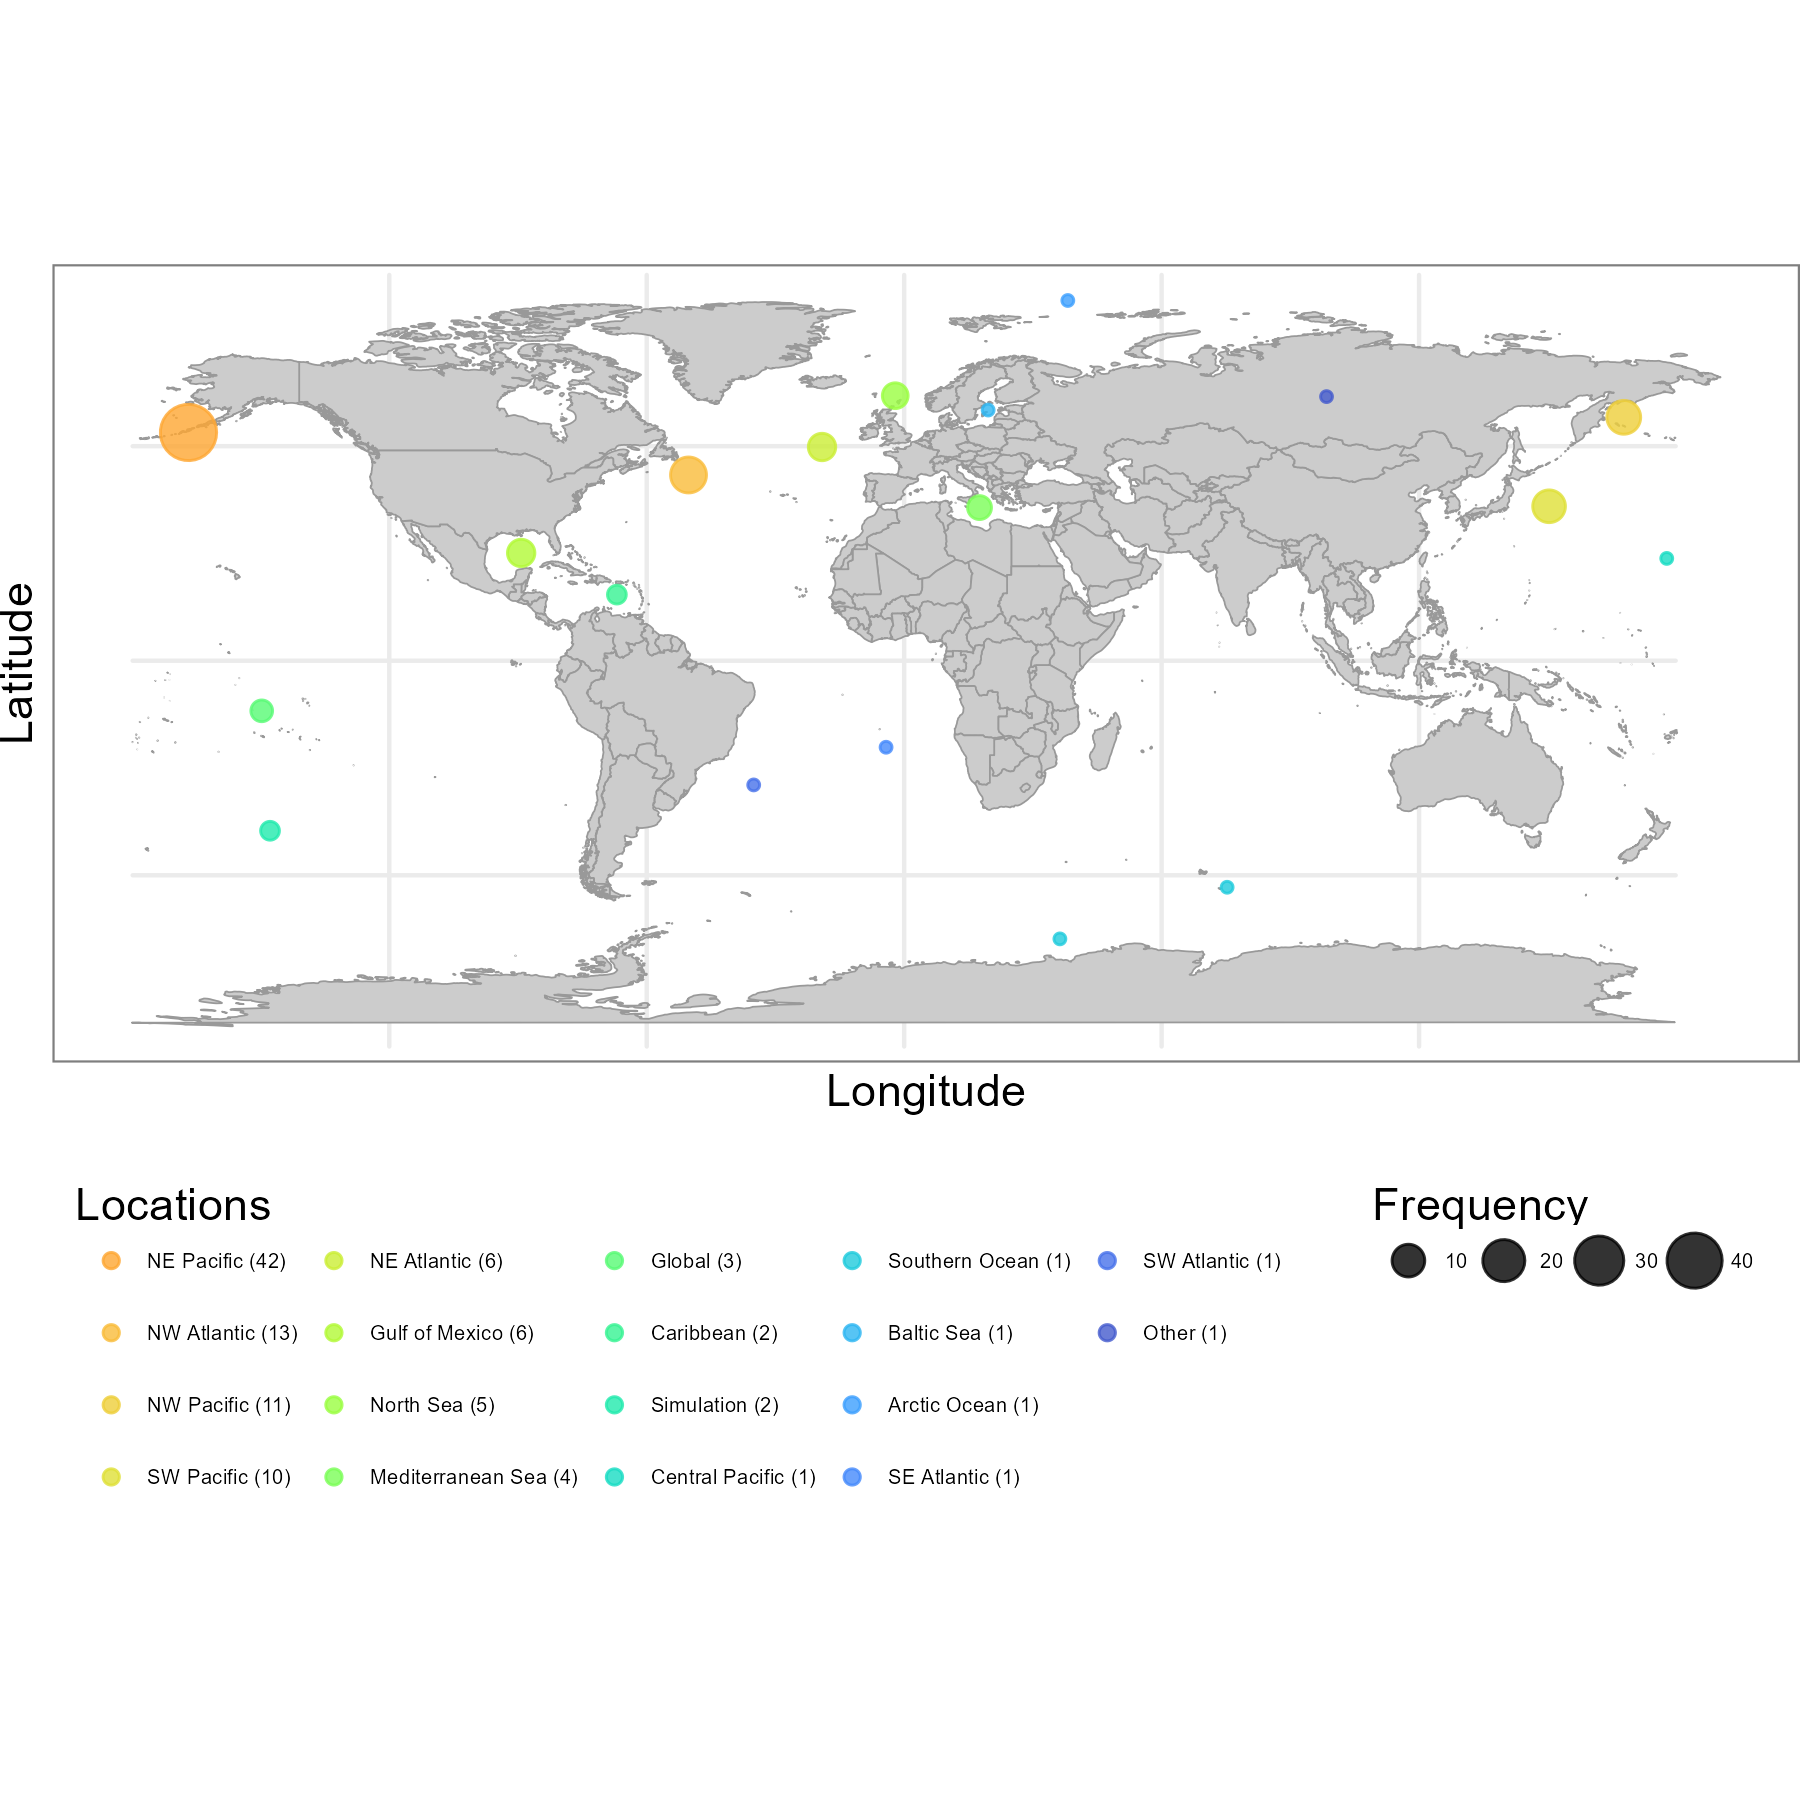 Latitude
Longitude
Locations
NE Pacific (42)
NW Atlantic (13)
NW Pacific (11)
SW Pacific (10)
NE Atlantic (6)
Gulf of Mexico (6)
North Sea (5)
Mediterranean Sea (4)
Global (3)
Caribbean (2)
Simulation (2)
Central Pacific (1)
Southern Ocean (1)
Baltic Sea (1)
Arctic Ocean (1)
SE Atlantic (1)
SW Atlantic (1)
Other (1)
Frequency
10 20 30 40